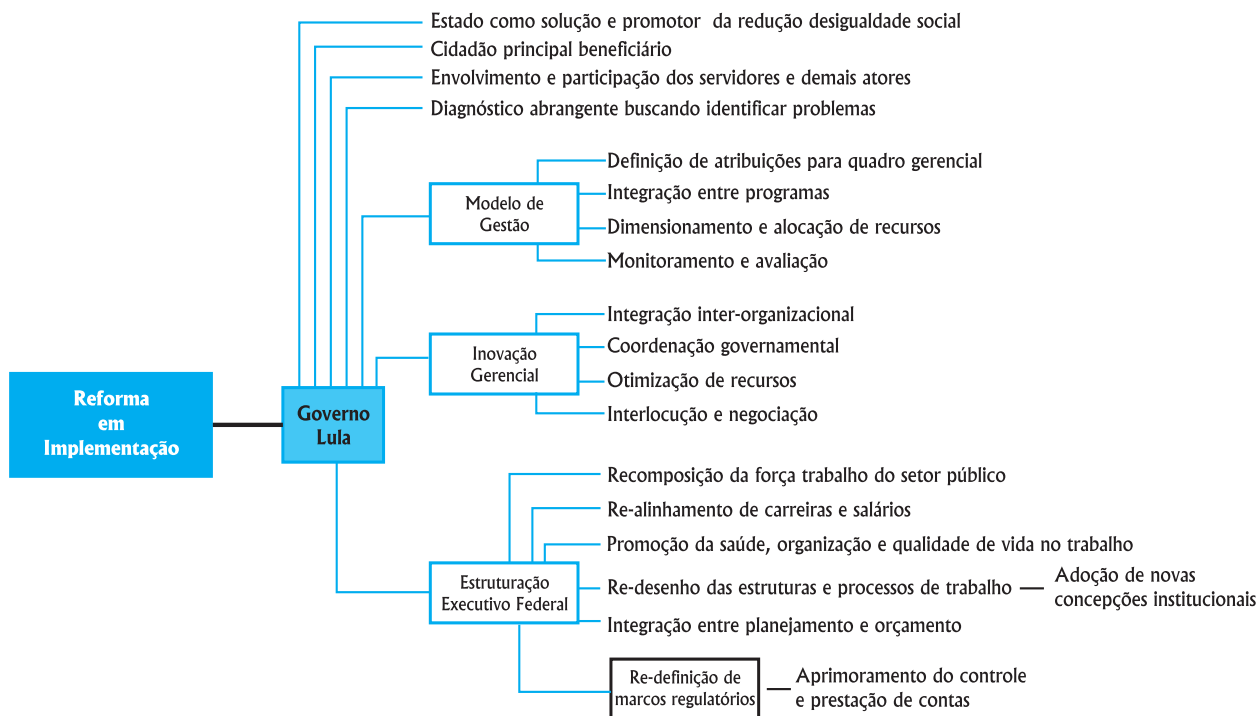 Estado como solução e promotor da redução desigualdade social
Cidadão principal beneficiário
Envolvimento e participação dos servidores e demais atores
Diagnóstico abrangente buscando identificar problemas
Modelo de
Gestão
Definição de atribuições para quadro gerencial
Integração entre programas
Dimensionamento e alocação de recursos
Monitoramento e avaliação
Inovação
Gerencial
Integração inter-organizacional
Coordenação governamental
Otimização de recursos
Interlocução e negociação
Reforma
em
Implementação
Governo
Lula
Estruturação
Executivo Federal
Recomposição da força trabalho do setor público
Re-alinhamento de carreiras e salários
Promoção da saúde, organização e qualidade de vida no trabalho
Re-desenho das estruturas e processos de trabalho
Adoção de novas
concepções institucionais
Integração entre planejamento e orçamento
Re-definição de
marcos regulatórios
Aprimoramento do controle
e prestação de contas